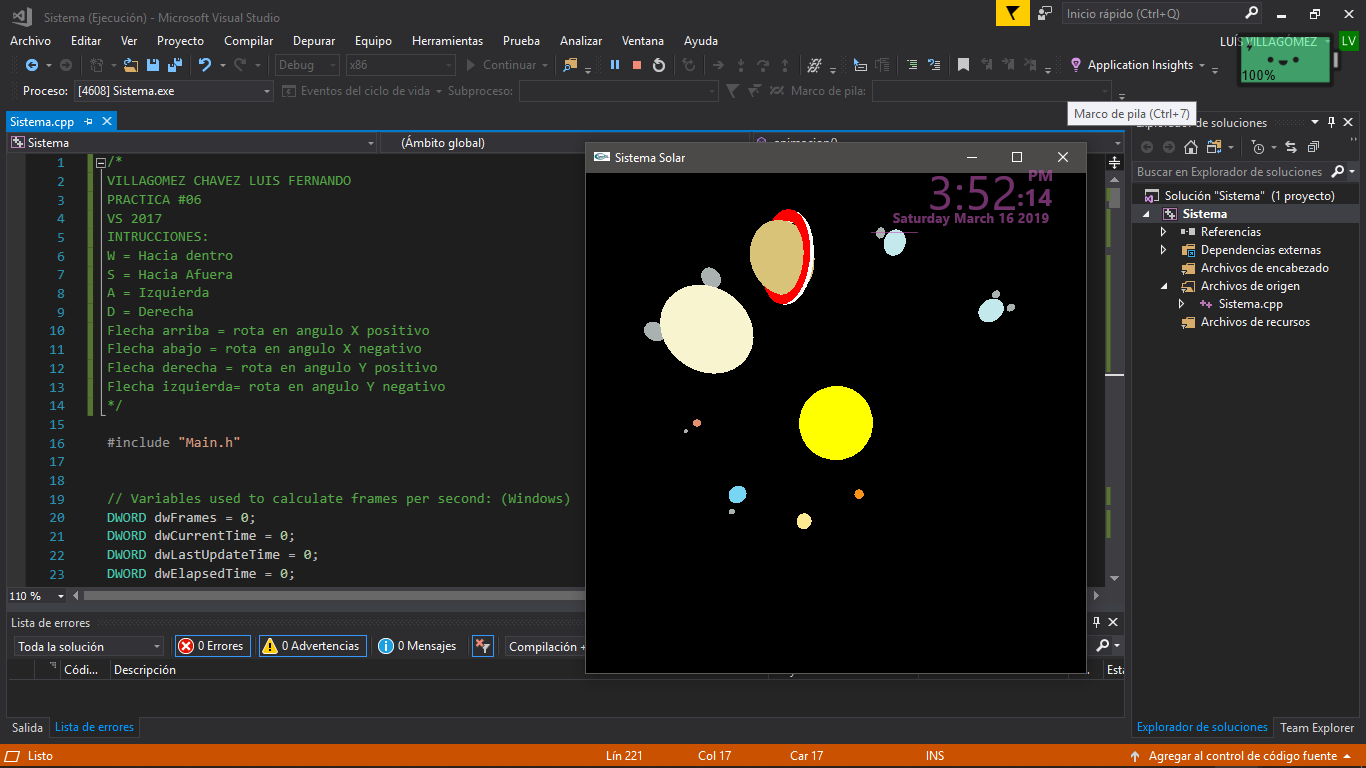 Sistema (Ejecución) - Microsoft Visual Studio
Inicio rápido (Ctrl+Q)
Archivo Editar Ver Proyecto Compilar Depurar Equipo Herramientas Prueba Analizar Ventana Ayuda
LUÍS VILLAGÓMEZ LV
100%
Debug x86 Continuar Application Insights
Proceso: [4608] Sistema.exe Eventos del ciclo de vida Subproceso: Marco de pila:
Marco de pila (Ctrl+7)
Sistema.cpp
Sistema (Ámbito global)
1 /*
2 VILLAGOMEZ CHAVEZ LUIS FERNANDO
3 PRACTICA #06
4 VS 2017
5 INTRUCCIONES:
6 W = Hacia dentro
7 S = Hacia Afuera
8 A = Izquierda
9 D = Derecha
10 Flecha arriba = rota en angulo X positivo
11 Flecha abajo = rota en angulo X negativo
12 Flecha derecha = rota en angulo Y positivo
13 Flecha izquierda= rota en angulo Y negativo
14 */
15
16 #include "Main.h"
17
18
19 // Variables used to calculate frames per second: (Windows)
20 DWORD dwFrames = 0;
21 DWORD dwCurrentTime = 0;
22 DWORD dwLastUpdateTime = 0;
23 DWORD dwElapsedTime = 0;
110 %
Sistema Solar
3:52:14 PM
Saturday March 16 2019
Explorador de soluciones
Buscar en Explorador de soluciones
Solución "Sistema" (1 proyecto)
Sistema
Referencias
Dependencias externas
Archivos de encabezado
Archivos de origen
Sistema.cpp
Archivos de recursos
Lista de errores
Toda la solución 0 Errores 0 Advertencias 0 Mensajes Compilación +
Códi... Descripción
Salida Lista de errores
Explorador de soluciones Team Explorer
Listo Lín 221 Col 17 Car 17 INS Agregar al control de código fuente